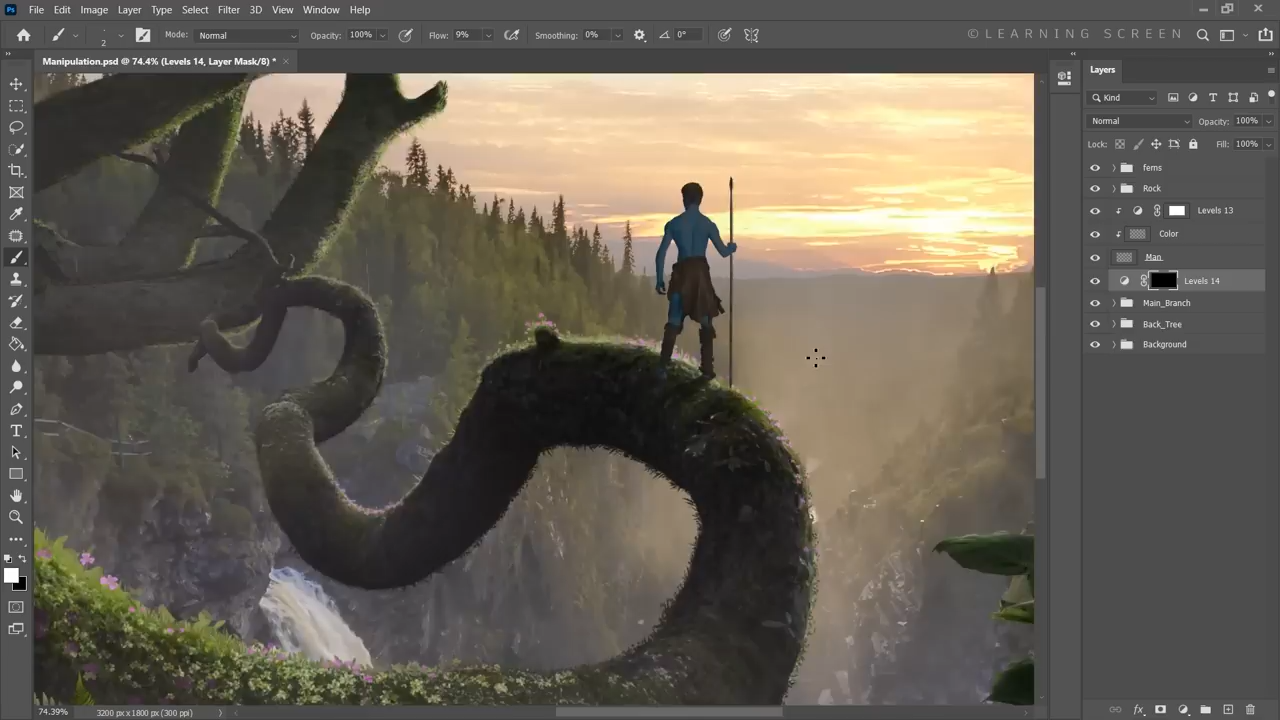 Ps File Edit Image Layer Type Select Filter 3D View Window Help
2 Mode: Normal Opacity: 100% Flow: 9% Smoothing: 0% 0° © LEARNING SCREEN
Manipulation.psd @ 74.4% (Levels 14, Layer Mask/8) * ×
Layers
Kind
Normal Opacity: 100%
Lock: Fill: 100%
ferns
Rock
Levels 13
Color
Man
Levels 14
Main_Branch
Back_Tree
Background
74.39% 3200 px x 1800 px (300 ppi)
fx